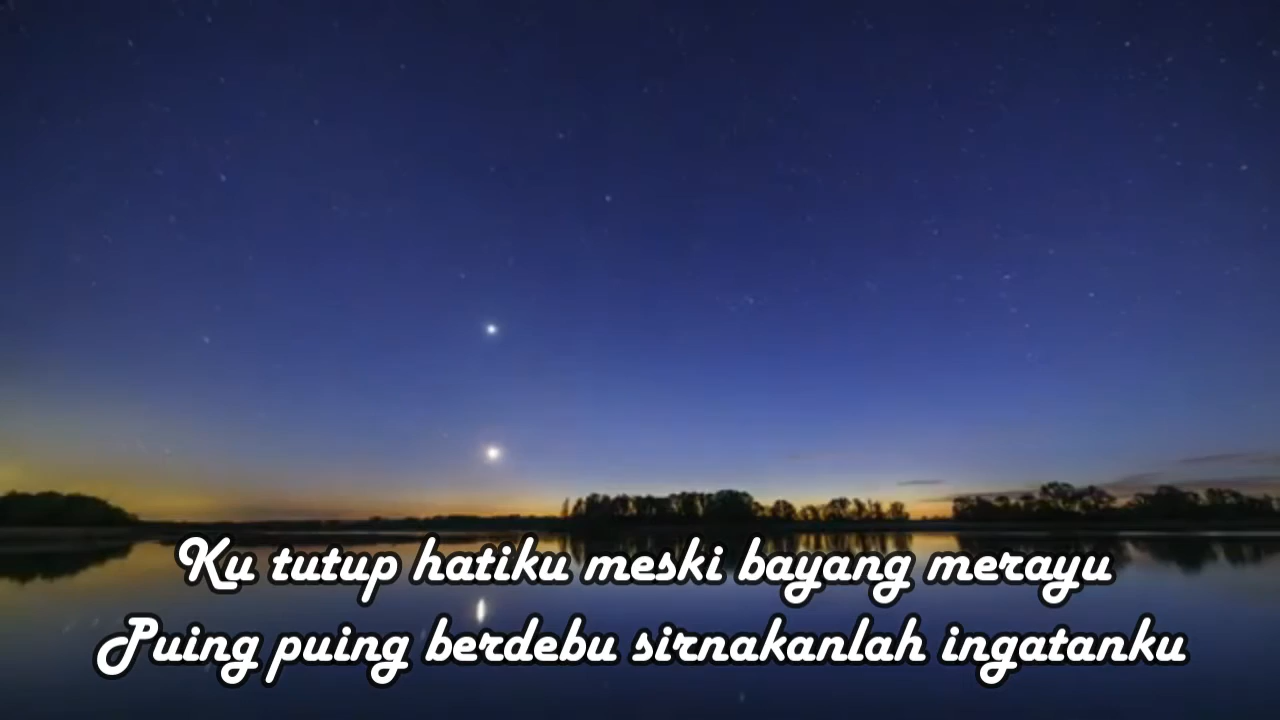 Ku tutup hatiku meski bayang merayu
Puing puing berdebu sirnakanlah ingatanku